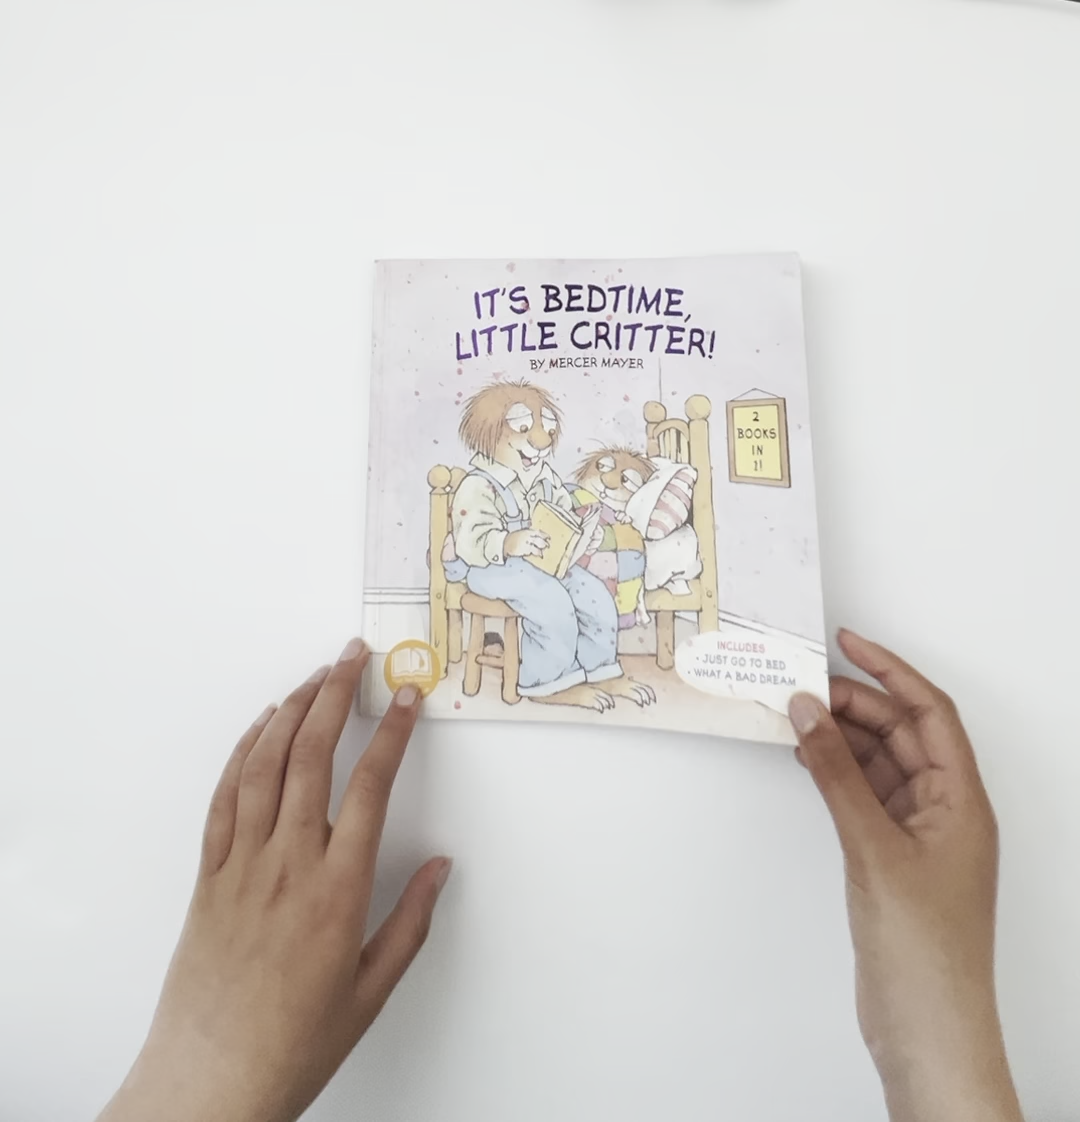 IT'S BEDTIME,
LITTLE CRITTER!
BY MERCER MAYER
2
BOOKS
IN
1!
INCLUDES
• JUST GO TO BED
• WHAT A BAD DREAM